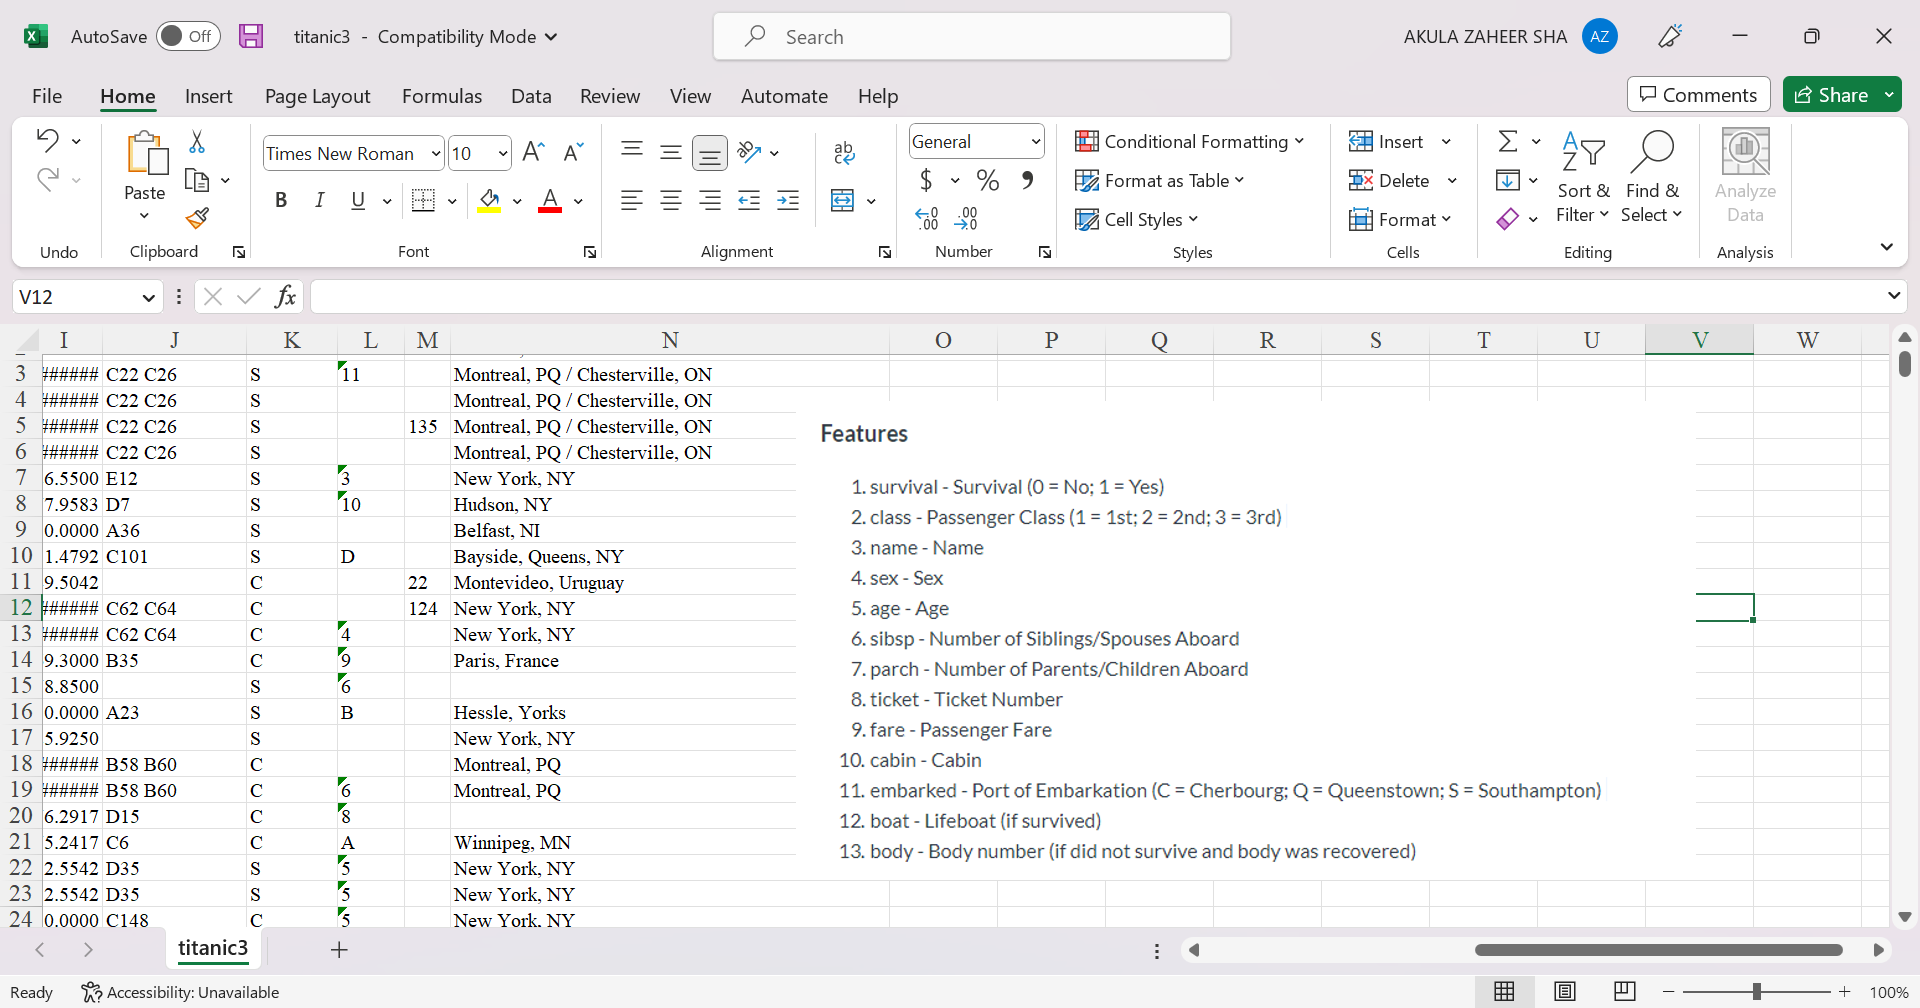 AutoSave Off titanic3 - Compatibility Mode Search AKULA ZAHEER SHA AZ
File Home Insert Page Layout Formulas Data Review View Automate Help Comments Share
Times New Roman 10 General Conditional Formatting Insert
Paste Format as Table Delete Sort & Find & Analyze
B I U Cell Styles Format Filter Select Data
Undo Clipboard Font Alignment Number Styles Cells Editing Analysis
V12 fx
I J K L M N O P Q R S T U V W
3 ###### C22 C26 S 11 Montreal, PQ / Chesterville, ON
4 ###### C22 C26 S Montreal, PQ / Chesterville, ON
5 ###### C22 C26 S 135 Montreal, PQ / Chesterville, ON
6 ###### C22 C26 S Montreal, PQ / Chesterville, ON
7 6.5500 E12 S 3 New York, NY
8 7.9583 D7 S 10 Hudson, NY
9 0.0000 A36 S Belfast, NI
10 1.4792 C101 S D Bayside, Queens, NY
11 9.5042 C 22 Montevideo, Uruguay
12 ###### C62 C64 C 124 New York, NY
13 ###### C62 C64 C 4 New York, NY
14 9.3000 B35 C 9 Paris, France
15 8.8500 S 6
16 0.0000 A23 S B Hessle, Yorks
17 5.9250 S New York, NY
18 ###### B58 B60 C Montreal, PQ
19 ###### B58 B60 C 6 Montreal, PQ
20 6.2917 D15 C 8
21 5.2417 C6 C A Winnipeg, MN
22 2.5542 D35 S 5 New York, NY
23 2.5542 D35 S 5 New York, NY
24 0.0000 C148 C 5 New York, NY
Features
1. survival - Survival (0 = No; 1 = Yes)
2. class - Passenger Class (1 = 1st; 2 = 2nd; 3 = 3rd)
3. name - Name
4. sex - Sex
5. age - Age
6. sibsp - Number of Siblings/Spouses Aboard
7. parch - Number of Parents/Children Aboard
8. ticket - Ticket Number
9. fare - Passenger Fare
10. cabin - Cabin
11. embarked - Port of Embarkation (C = Cherbourg; Q = Queenstown; S = Southampton)
12. boat - Lifeboat (if survived)
13. body - Body number (if did not survive and body was recovered)
titanic3
Ready Accessibility: Unavailable 100%